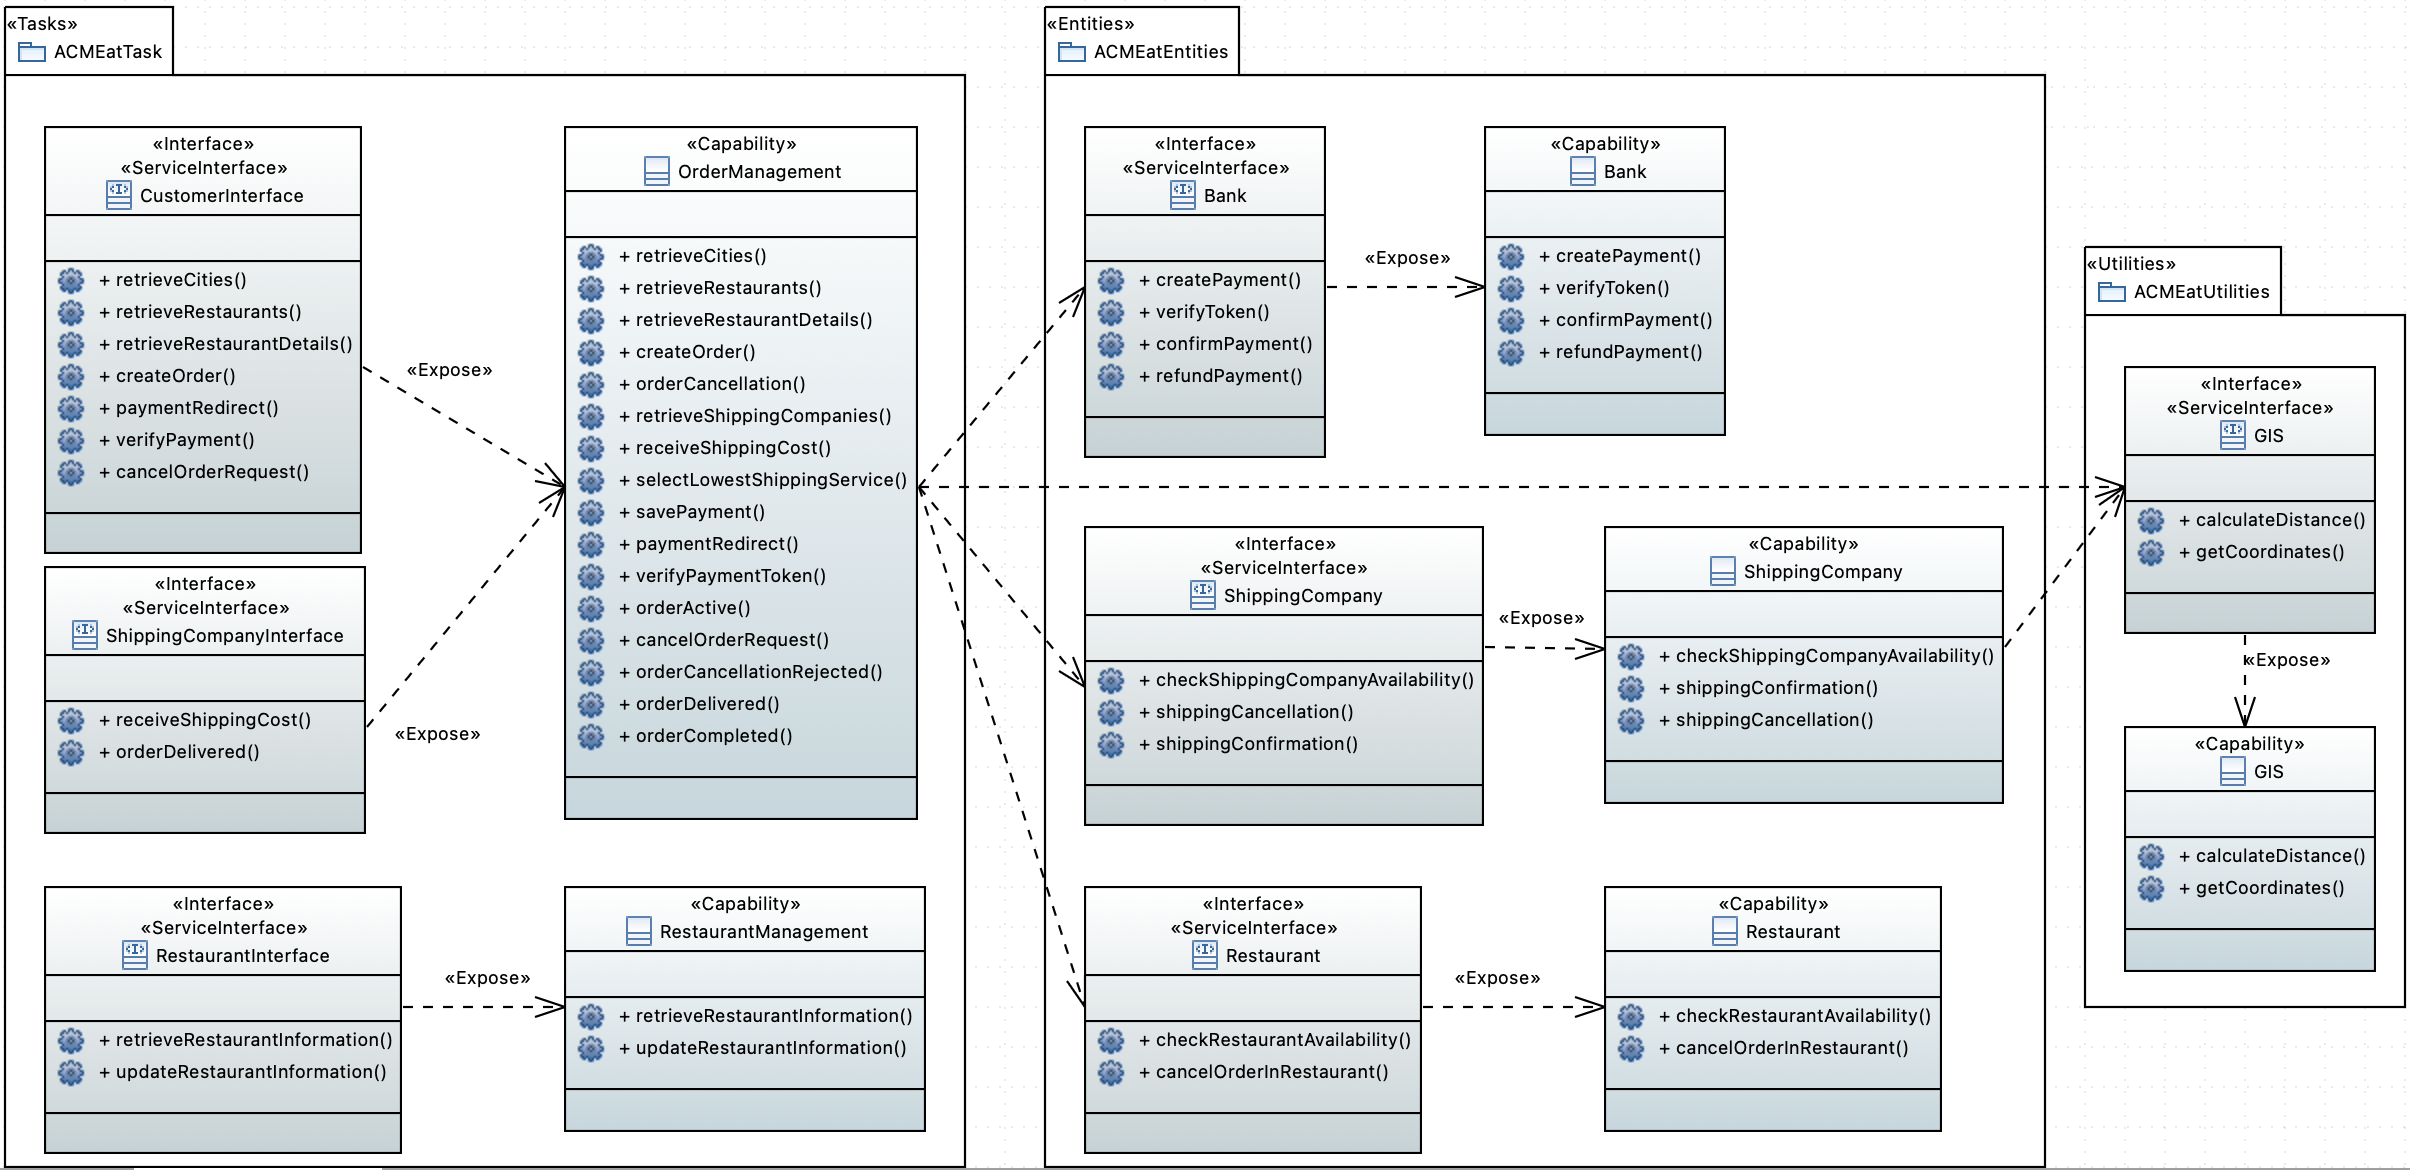 «Tasks»
ACMEatTask
«Interface»
«ServiceInterface»
CustomerInterface
+ retrieveCities()
+ retrieveRestaurants()
+ retrieveRestaurantDetails()
+ createOrder()
+ paymentRedirect()
+ verifyPayment()
+ cancelOrderRequest()
«Expose»
«Interface»
«ServiceInterface»
ShippingCompanyInterface
+ receiveShippingCost()
+ orderDelivered()
«Expose»
«Capability»
OrderManagement
+ retrieveCities()
+ retrieveRestaurants()
+ retrieveRestaurantDetails()
+ createOrder()
+ orderCancellation()
+ retrieveShippingCompanies()
+ receiveShippingCost()
+ selectLowestShippingService()
+ savePayment()
+ paymentRedirect()
+ verifyPaymentToken()
+ orderActive()
+ cancelOrderRequest()
+ orderCancellationRejected()
+ orderDelivered()
+ orderCompleted()
«Interface»
«ServiceInterface»
RestaurantInterface
+ retrieveRestaurantInformation()
+ updateRestaurantInformation()
«Expose»
«Capability»
RestaurantManagement
+ retrieveRestaurantInformation()
+ updateRestaurantInformation()
«Entities»
ACMEatEntities
«Interface»
«ServiceInterface»
Bank
+ createPayment()
+ verifyToken()
+ confirmPayment()
+ refundPayment()
«Expose»
«Capability»
Bank
+ createPayment()
+ verifyToken()
+ confirmPayment()
+ refundPayment()
«Interface»
«ServiceInterface»
ShippingCompany
+ checkShippingCompanyAvailability()
+ shippingCancellation()
+ shippingConfirmation()
«Expose»
«Capability»
ShippingCompany
+ checkShippingCompanyAvailability()
+ shippingConfirmation()
+ shippingCancellation()
«Interface»
«ServiceInterface»
Restaurant
+ checkRestaurantAvailability()
+ cancelOrderInRestaurant()
«Expose»
«Capability»
Restaurant
+ checkRestaurantAvailability()
+ cancelOrderInRestaurant()
«Utilities»
ACMEatUtilities
«Interface»
«ServiceInterface»
GIS
+ calculateDistance()
+ getCoordinates()
«Expose»
«Capability»
GIS
+ calculateDistance()
+ getCoordinates()